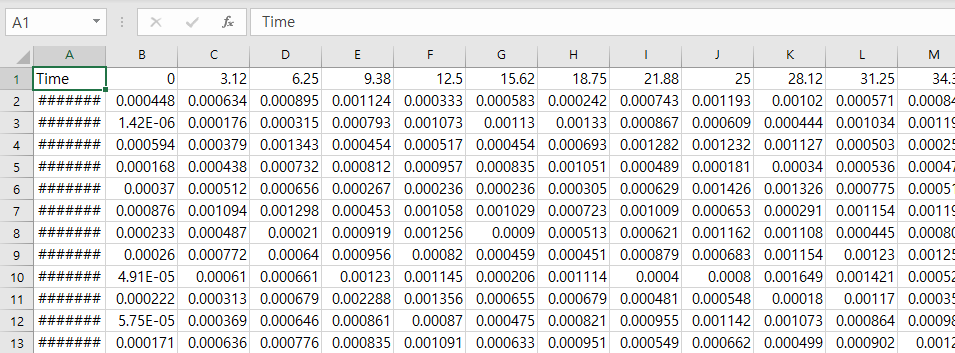 A1 fx Time
A B C D E F G H I J K L M
1 Time 0 3.12 6.25 9.38 12.5 15.62 18.75 21.88 25 28.12 31.25 34.3
2 ####### 0.000448 0.000634 0.000895 0.001124 0.000333 0.000583 0.000242 0.000743 0.001193 0.00102 0.000571 0.00084
3 ####### 1.42E-06 0.000176 0.000315 0.000793 0.001073 0.00113 0.00133 0.000867 0.000609 0.000444 0.001034 0.00119
4 ####### 0.000594 0.000379 0.001343 0.000454 0.000517 0.000454 0.000693 0.001282 0.001232 0.001127 0.000503 0.00025
5 ####### 0.000168 0.000438 0.000732 0.000812 0.000957 0.000835 0.001051 0.000489 0.000181 0.00034 0.000536 0.00047
6 ####### 0.00037 0.000512 0.000656 0.000267 0.000236 0.000236 0.000305 0.000629 0.001426 0.001326 0.000775 0.00051
7 ####### 0.000876 0.001094 0.001298 0.000453 0.001058 0.001029 0.000723 0.001009 0.000653 0.000291 0.001154 0.00119
8 ####### 0.000233 0.000487 0.00021 0.000919 0.001256 0.0009 0.000513 0.000621 0.001162 0.001108 0.000445 0.00080
9 ####### 0.00026 0.000772 0.00064 0.000956 0.00082 0.000459 0.000451 0.000879 0.000683 0.001154 0.00123 0.00125
10 ####### 4.91E-05 0.00061 0.000661 0.00123 0.001145 0.000206 0.001114 0.0004 0.0008 0.001649 0.001421 0.00052
11 ####### 0.000222 0.000313 0.000679 0.002288 0.001356 0.000655 0.000679 0.000481 0.000548 0.00018 0.00117 0.00035
12 ####### 5.75E-05 0.000369 0.000646 0.000861 0.00087 0.000475 0.000821 0.000955 0.001142 0.001073 0.000864 0.00098
13 ####### 0.000171 0.000636 0.000776 0.000835 0.001091 0.000633 0.000951 0.000549 0.000662 0.000499 0.000902 0.0012